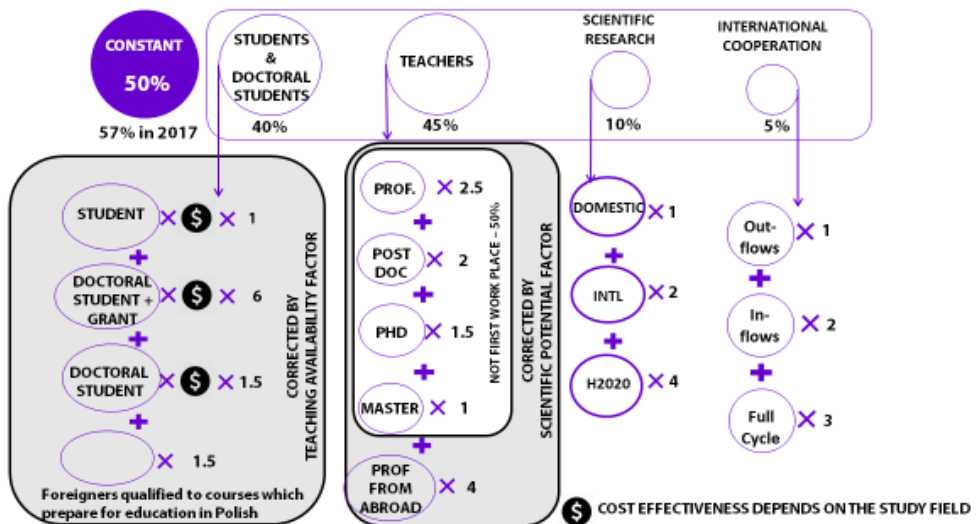 CONSTANT
50%
57% in 2017
STUDENTS
&
DOCTORAL
STUDENTS
40%
TEACHERS
45%
SCIENTIFIC
RESEARCH
10%
INTERNATIONAL
COOPERATION
5%
STUDENT × $ × 1
+
DOCTORAL
STUDENT +
GRANT
× $ × 6
+
DOCTORAL
STUDENT
× $ × 1.5
+
× 1.5
Foreigners qualified to courses which
prepare for education in Polish
CORRECTED BY
TEACHING AVAILABILITY FACTOR
PROF. × 2.5
+
POST
DOC
× 2
+
PHD × 1.5
+
MASTER × 1
+
PROF
FROM
ABROAD
× 4
NOT FIRST WORK PLACE – 50%
CORRECTED BY
SCIENTIFIC POTENTIAL FACTOR
DOMESTIC × 1
+
INTL × 2
+
H2020 × 4
Out-
flows
× 1
+
In-
flows
× 2
+
Full
Cycle
× 3
$ COST EFFECTIVENESS DEPENDS ON THE STUDY FIELD